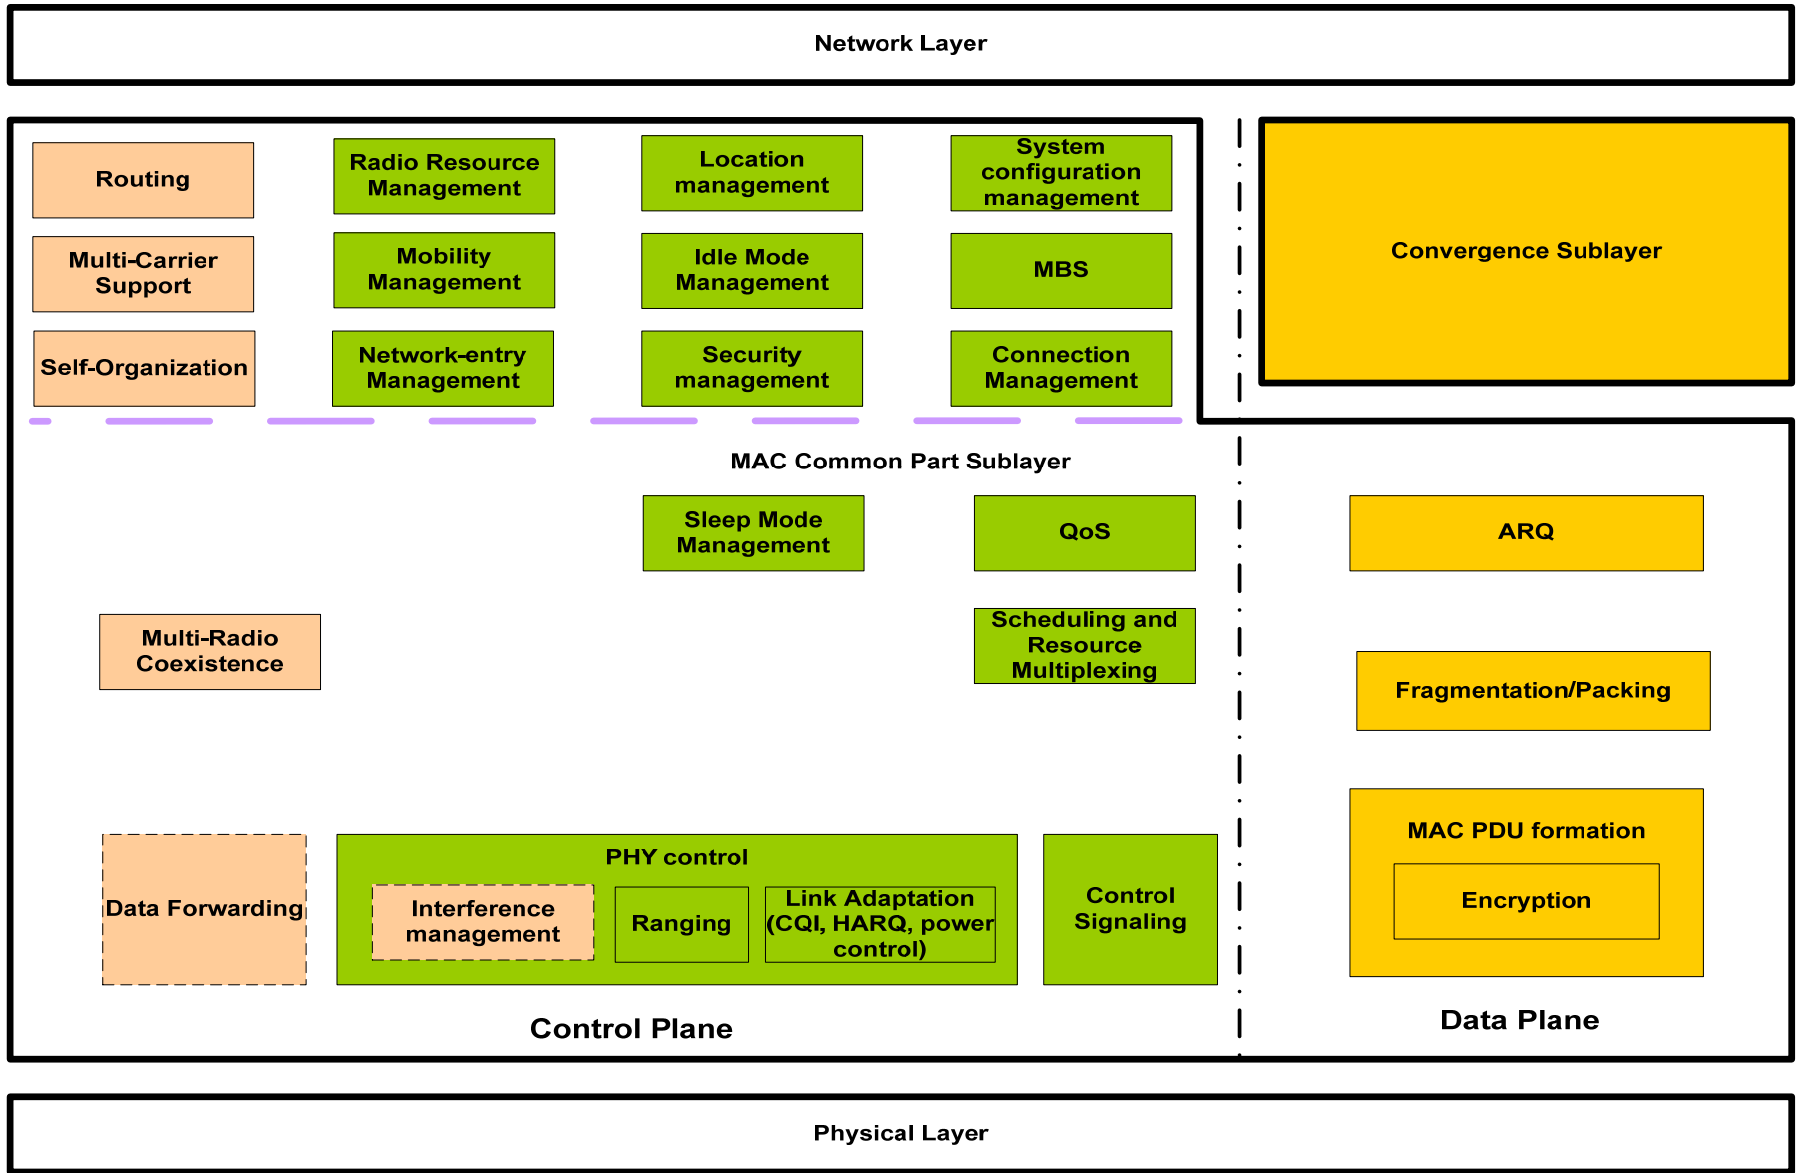 Network Layer
Routing
Radio Resource
Management
Location
management
System
configuration
management
Convergence Sublayer
Multi-Carrier
Support
Mobility
Management
Idle Mode
Management
MBS
Self-Organization
Network-entry
Management
Security
management
Connection
Management
MAC Common Part Sublayer
Sleep Mode
Management
QoS
ARQ
Multi-Radio
Coexistence
Scheduling and
Resource
Multiplexing
Fragmentation/Packing
Data Forwarding
PHY control
Interference
management
Ranging
Link Adaptation
(CQI, HARQ, power
control)
Control
Signaling
MAC PDU formation
Encryption
Control Plane
Data Plane
Physical Layer